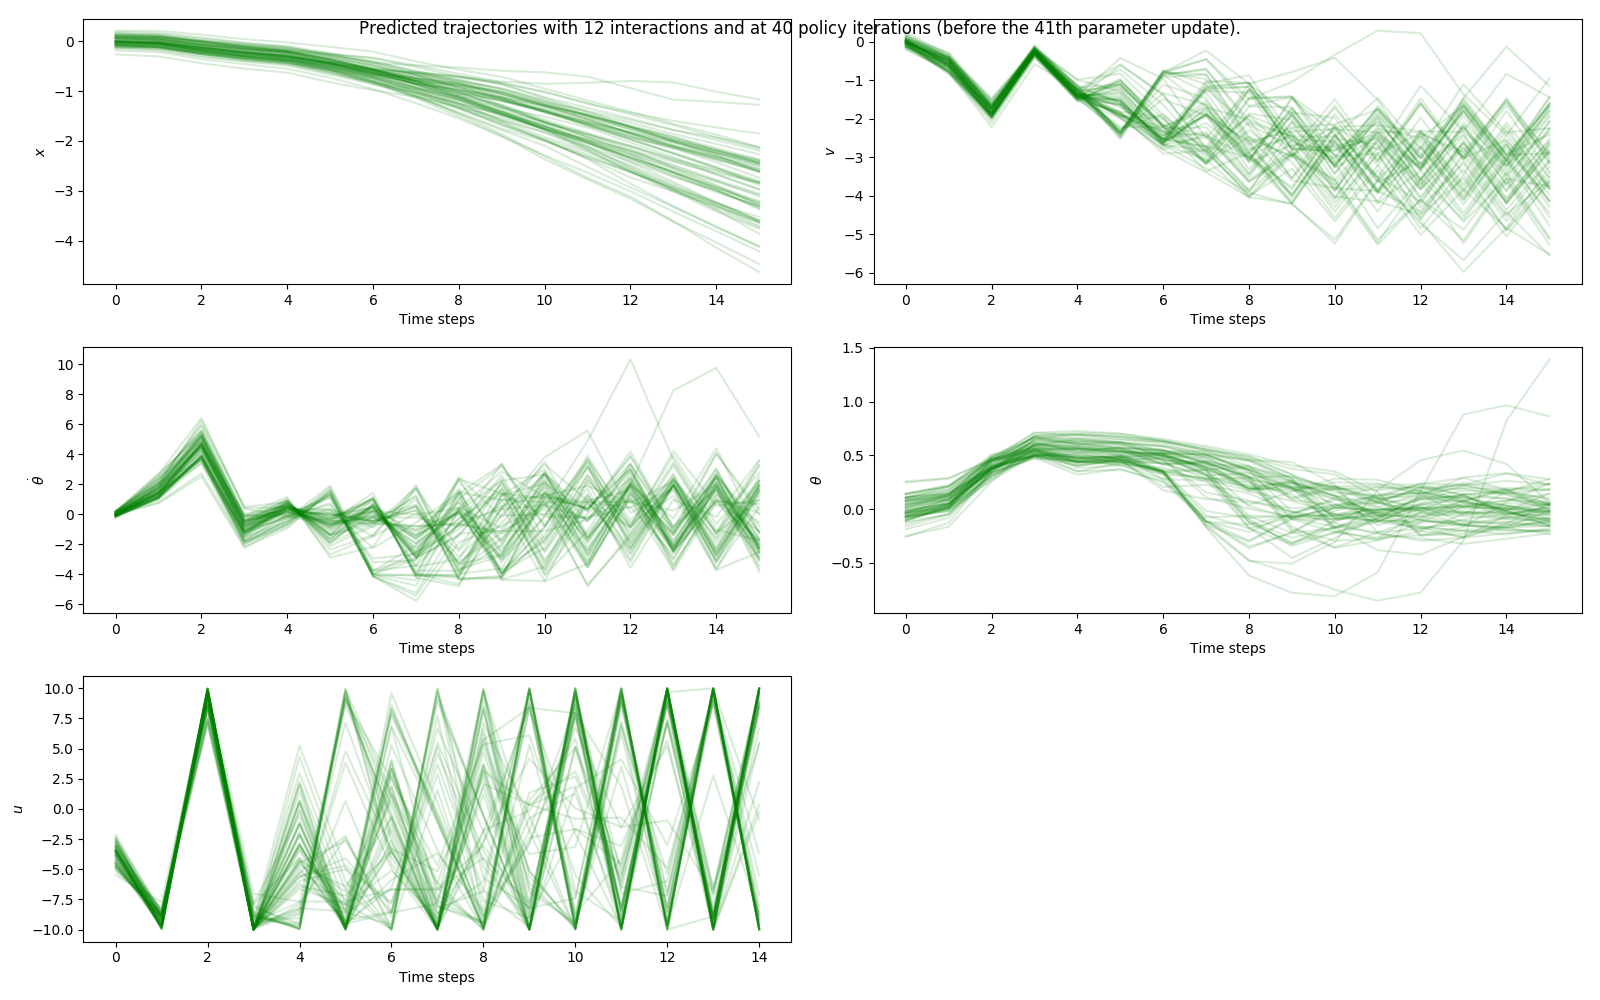 Predicted trajectories with 12 interactions and at 40 policy iterations (before the 41th parameter update).
0
−1
−2
−3
−4
x
0 2 4 6 8 10 12 14
Time steps
0
−1
−2
−3
−4
−5
−6
v
0 2 4 6 8 10 12 14
Time steps
10
8
6
4
2
0
−2
−4
−6
θ̇
0 2 4 6 8 10 12 14
Time steps
1.5
1.0
0.5
0.0
−0.5
θ
0 2 4 6 8 10 12 14
Time steps
10.0
7.5
5.0
2.5
0.0
−2.5
−5.0
−7.5
−10.0
u
0 2 4 6 8 10 12 14
Time steps